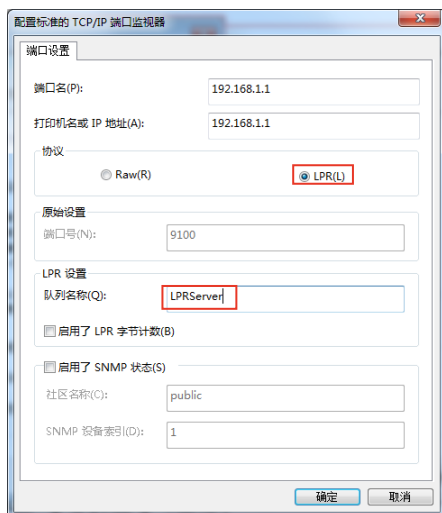 配置标准的 TCP/IP 端口监视器
端口设置
端口名(P): 192.168.1.1
打印机名或 IP 地址(A): 192.168.1.1
协议
Raw(R) LPR(L)
原始设置
端口号(N): 9100
LPR 设置
队列名称(Q): LPRServer
启用了 LPR 字节计数(B)
启用了 SNMP 状态(S)
社区名称(C): public
SNMP 设备索引(D): 1
确定 取消